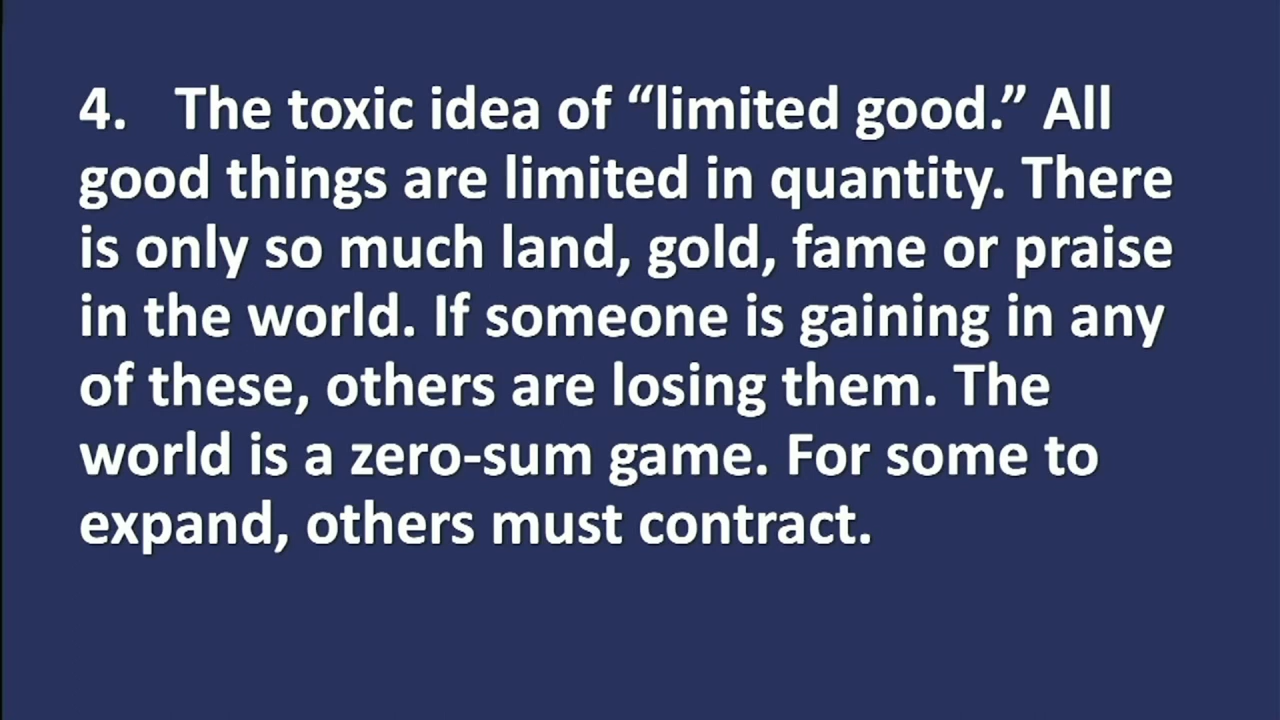 4. The toxic idea of “limited good.” All
good things are limited in quantity. There
is only so much land, gold, fame or praise
in the world. If someone is gaining in any
of these, others are losing them. The
world is a zero-sum game. For some to
expand, others must contract.